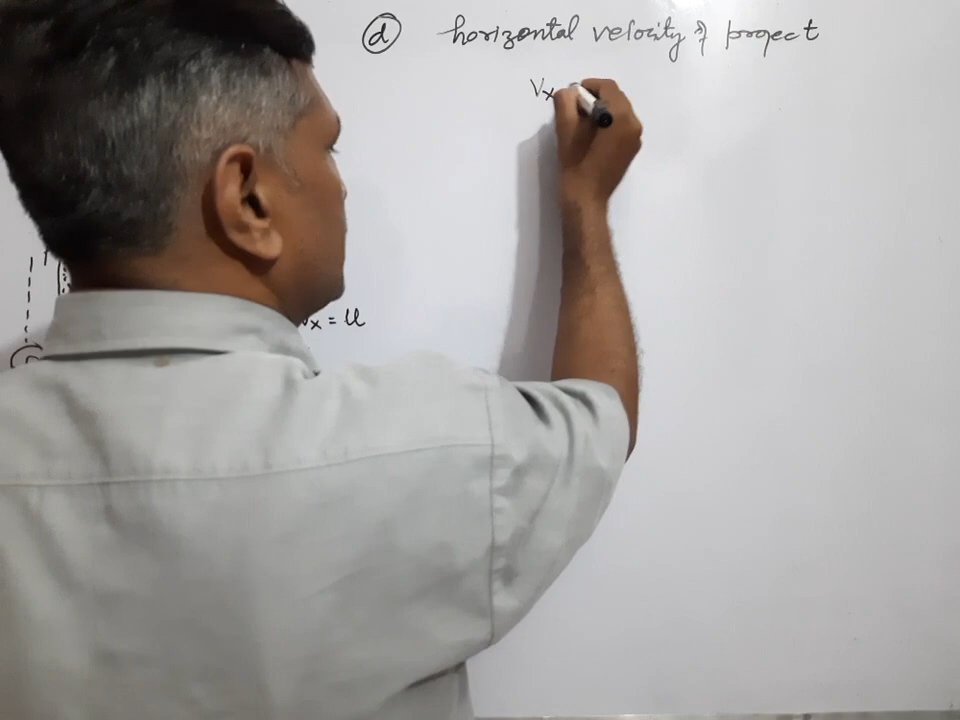 (d) horizontal velocity of project
Vx
Vx = u